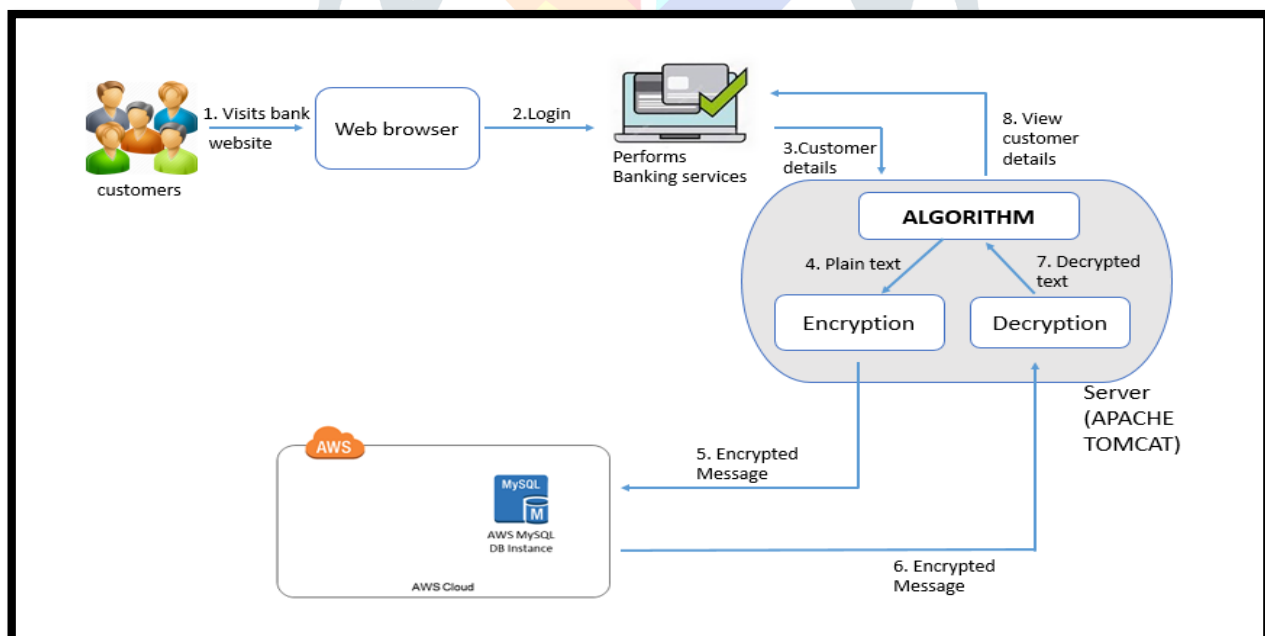 1. Visits bank
website
customers
Web browser
2.Login
Performs
Banking services
3.Customer
details
8. View
customer
details
ALGORITHM
4. Plain text
7. Decrypted
text
Encryption
Decryption
Server
(APACHE
TOMCAT)
AWS
5. Encrypted
Message
MySQL
M
AWS MySQL
DB Instance
AWS Cloud
6. Encrypted
Message